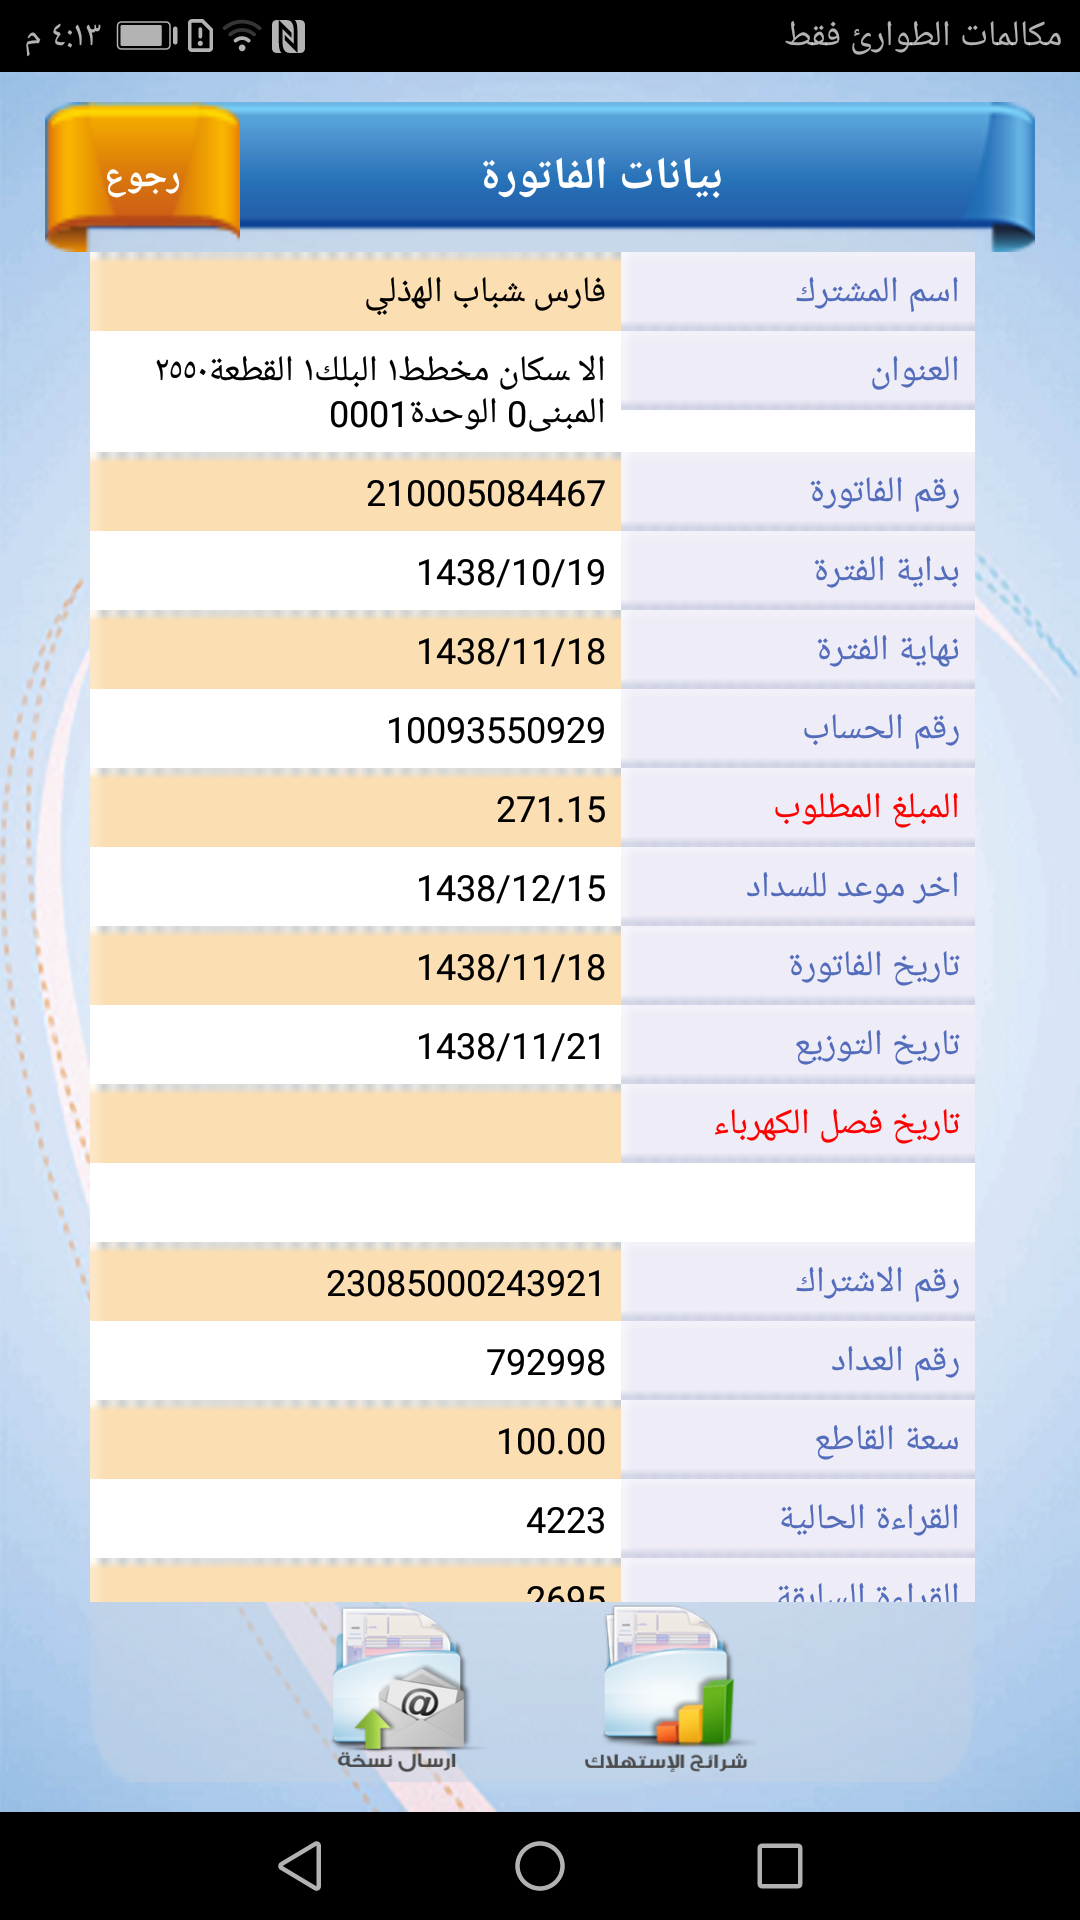 مكالمات الطوارئ فقط
٤:١٣ م
بيانات الفاتورة
رجوع
اسم المشترك
فارس شباب الهذلي
العنوان
الا سكان مخطط١ البلك١ القطعة٢٥٥٠
المبنى0 الوحدة0001
رقم الفاتورة
210005084467
بداية الفترة
1438/10/19
نهاية الفترة
1438/11/18
رقم الحساب
10093550929
المبلغ المطلوب
271.15
اخر موعد للسداد
1438/12/15
تاريخ الفاتورة
1438/11/18
تاريخ التوزيع
1438/11/21
تاريخ فصل الكهرباء
رقم الاشتراك
23085000243921
رقم العداد
792998
سعة القاطع
100.00
القراءة الحالية
4223
القراءة السابقة
2695
شرائح الإستهلاك
ارسال نسخة